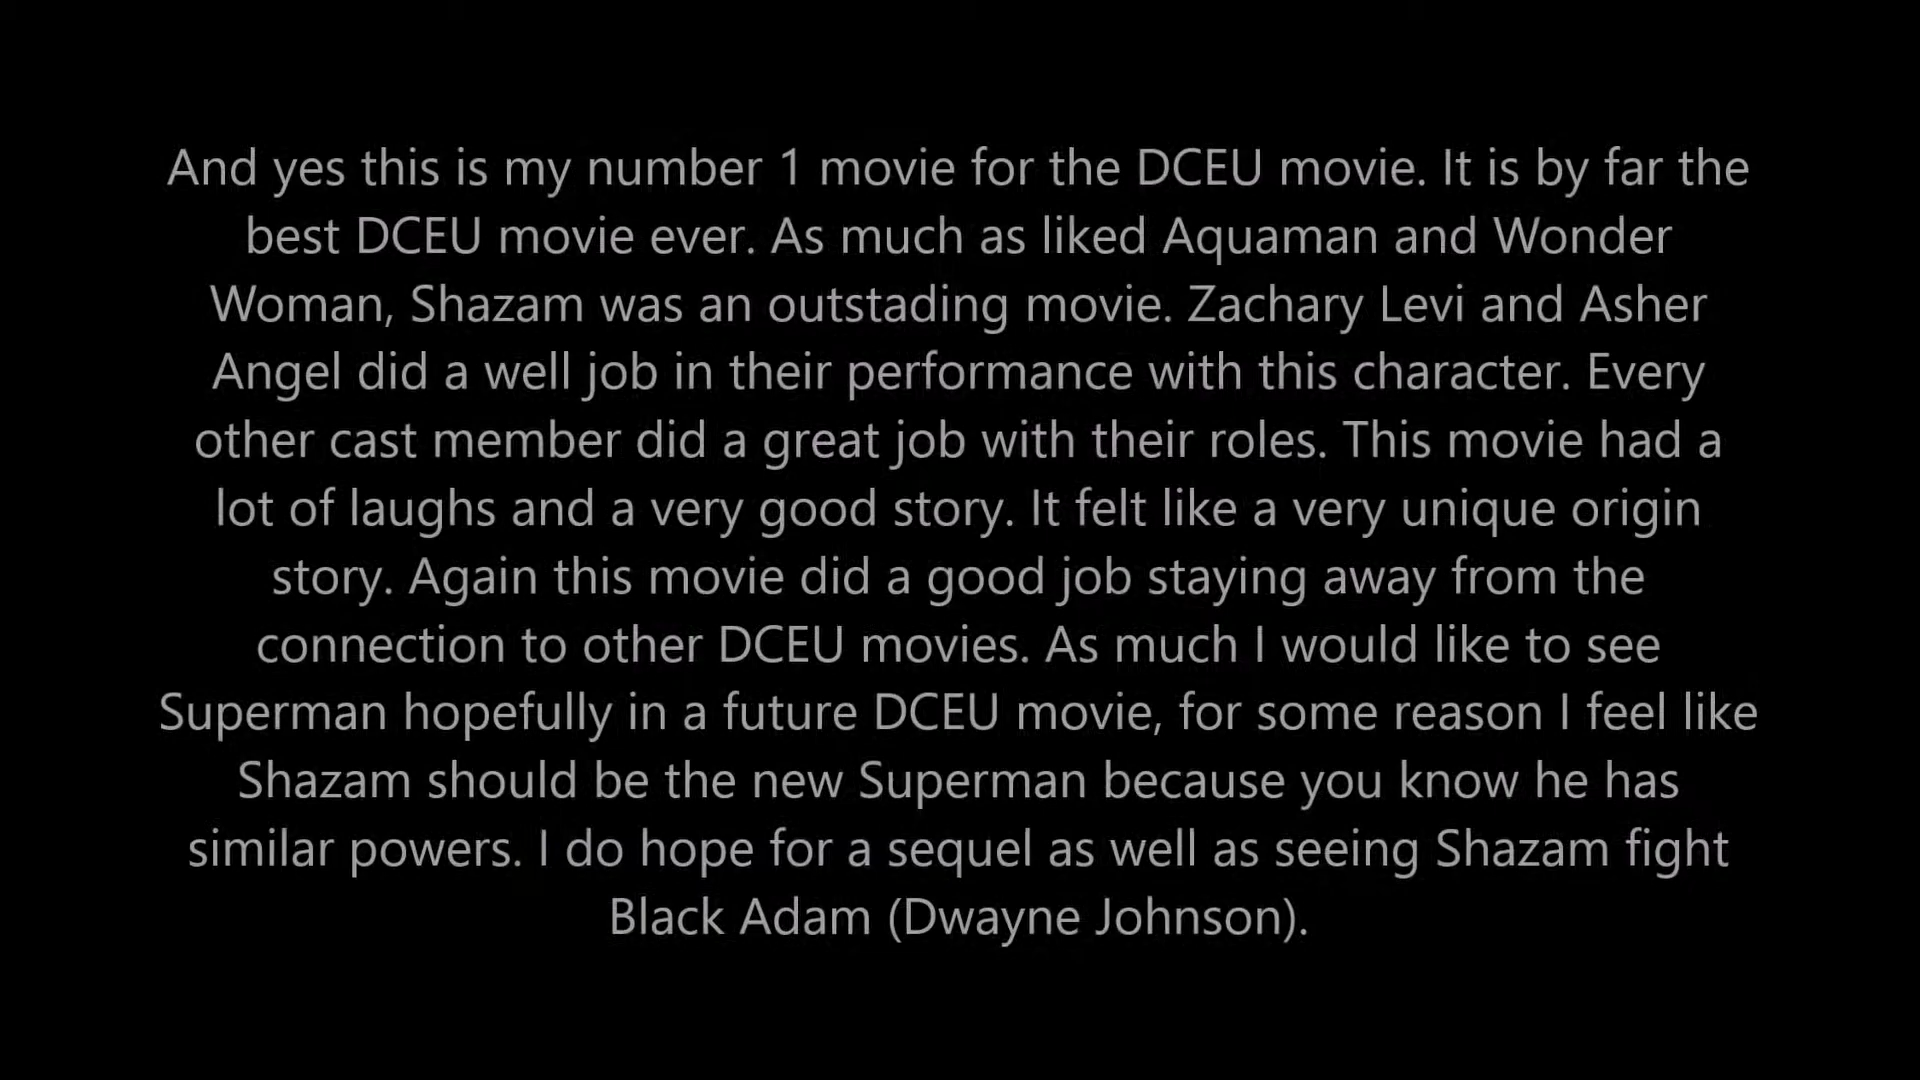 And yes this is my number 1 movie for the DCEU movie. It is by far the
best DCEU movie ever. As much as liked Aquaman and Wonder
Woman, Shazam was an outstading movie. Zachary Levi and Asher
Angel did a well job in their performance with this character. Every
other cast member did a great job with their roles. This movie had a
lot of laughs and a very good story. It felt like a very unique origin
story. Again this movie did a good job staying away from the
connection to other DCEU movies. As much I would like to see
Superman hopefully in a future DCEU movie, for some reason I feel like
Shazam should be the new Superman because you know he has
similar powers. I do hope for a sequel as well as seeing Shazam fight
Black Adam (Dwayne Johnson).